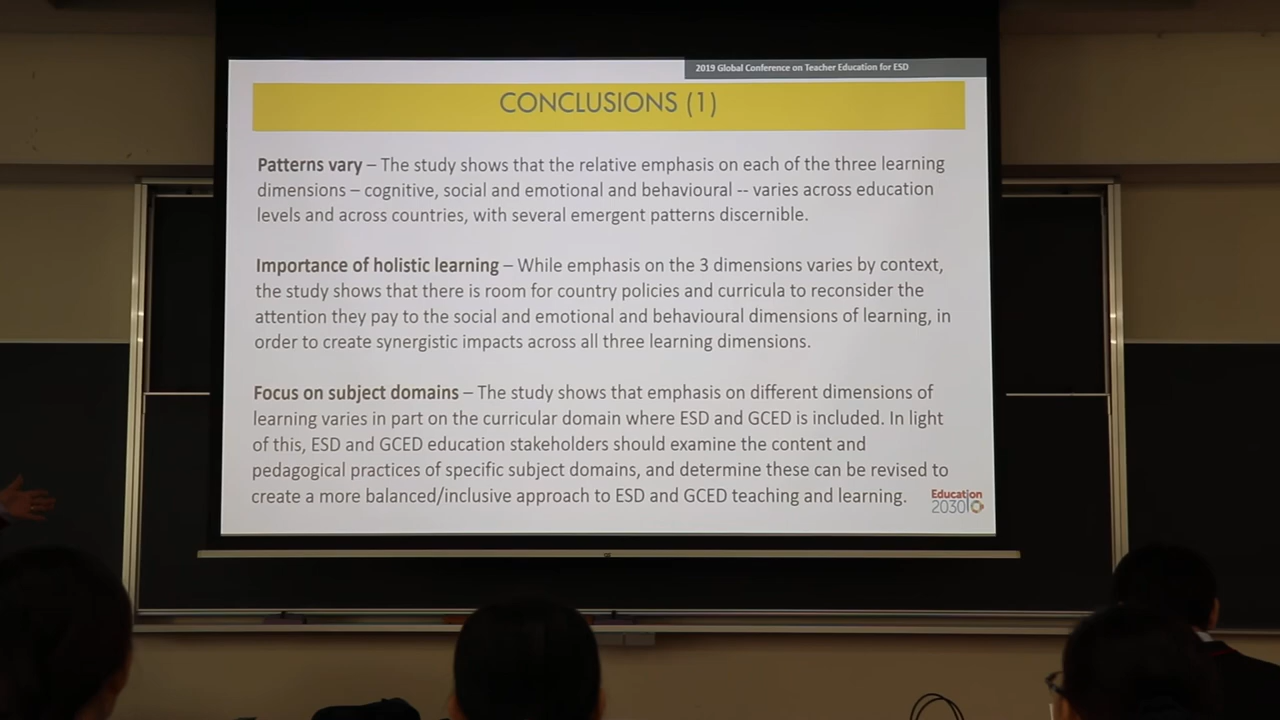 2019 Global Conference on Teacher Education for ESD
CONCLUSIONS (1)
Patterns vary – The study shows that the relative emphasis on each of the three learning
dimensions – cognitive, social and emotional and behavioural -- varies across education
levels and across countries, with several emergent patterns discernible.
Importance of holistic learning – While emphasis on the 3 dimensions varies by context,
the study shows that there is room for country policies and curricula to reconsider the
attention they pay to the social and emotional and behavioural dimensions of learning, in
order to create synergistic impacts across all three learning dimensions.
Focus on subject domains – The study shows that emphasis on different dimensions of
learning varies in part on the curricular domain where ESD and GCED is included. In light
of this, ESD and GCED education stakeholders should examine the content and
pedagogical practices of specific subject domains, and determine these can be revised to
create a more balanced/inclusive approach to ESD and GCED teaching and learning.
Education
2030